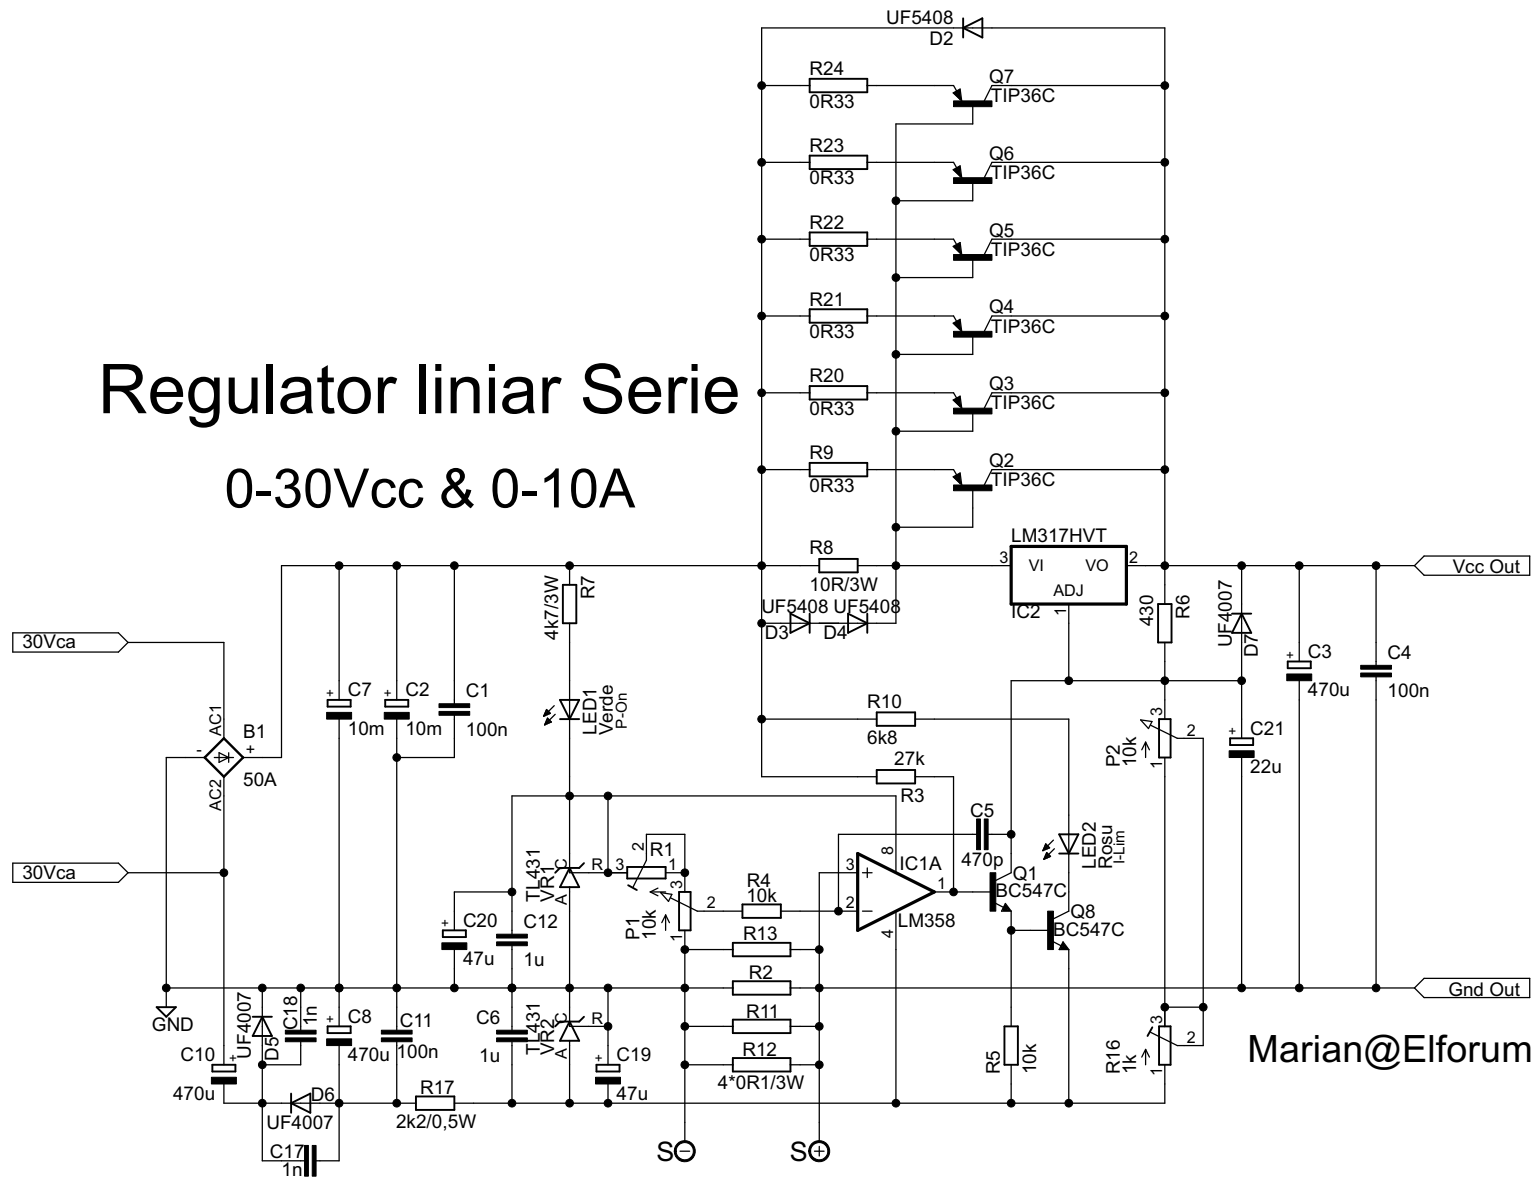 UF5408
D2
R24
0R33
Q7
TIP36C
R23
0R33
Q6
TIP36C
R22
0R33
Q5
TIP36C
R21
0R33
Q4
TIP36C
R20
0R33
Q3
TIP36C
R9
0R33
Q2
TIP36C
Regulator liniar Serie
0-30Vcc & 0-10A
R8
10R/3W
LM317HVT
3
VI
VO
2
ADJ
IC2
1
Vcc Out
UF5408
UF5408
D3
D4
R7
4k7/3W
430
R6
UF4007
D7
+
C3
470u
C4
100n
30Vca
30Vca
AC1
B1
-
+
50A
AC2
+
C7
10m
+
C2
10m
C1
100n
LED1
Verde
P-On
R10
6k8
27k
R3
3
P2
10k
2
1
+
C21
22u
C5
470p
LED2
Rosu
I-Lim
TL431
VR1
C
A
R
2
R1
3
1
3
P1
10k
2
1
R4
10k
3
+
2
−
8
IC1A
1
4
LM358
Q1
BC547C
Q8
BC547C
+
C20
47u
C12
1u
R13
R2
R11
R12
4*0R1/3W
GND
Gnd Out
UF4007
D5
C18
1n
+
C8
470u
C11
100n
C6
1u
TL431
VR2
C
A
R
+
C19
47u
C10
+
470u
D6
UF4007
R17
2k2/0,5W
C17
1n
R5
10k
R16
1k
3
2
1
Marian@Elforum
S-
S+